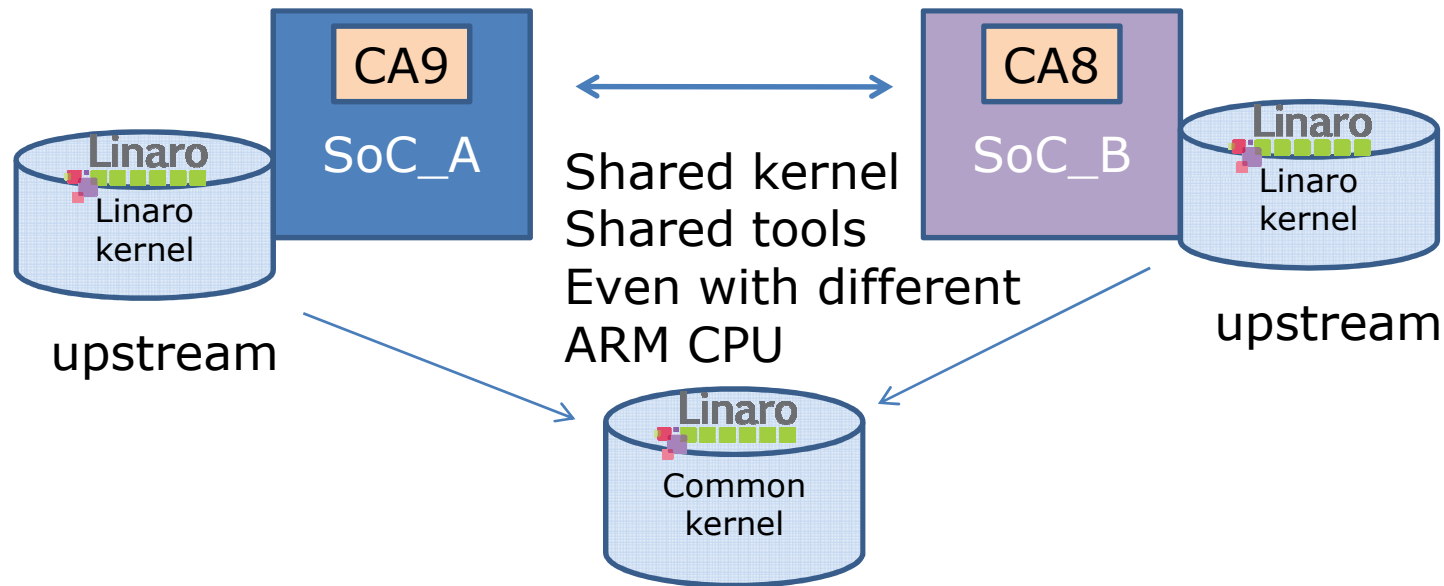 CA9
SoC_A
Linaro
Linaro
kernel
upstream
Shared kernel
Shared tools
Even with different
ARM CPU
CA8
SoC_B
Linaro
Linaro
kernel
upstream
Linaro
Common
kernel